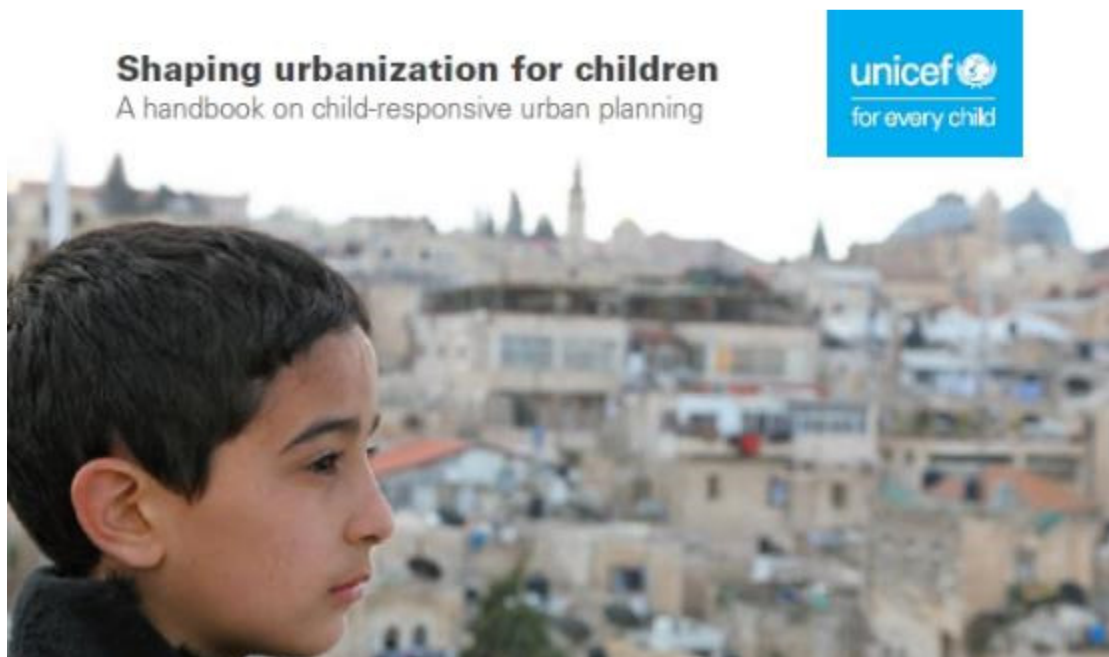 Shaping urbanization for children
A handbook on child-responsive urban planning
unicef
for every child